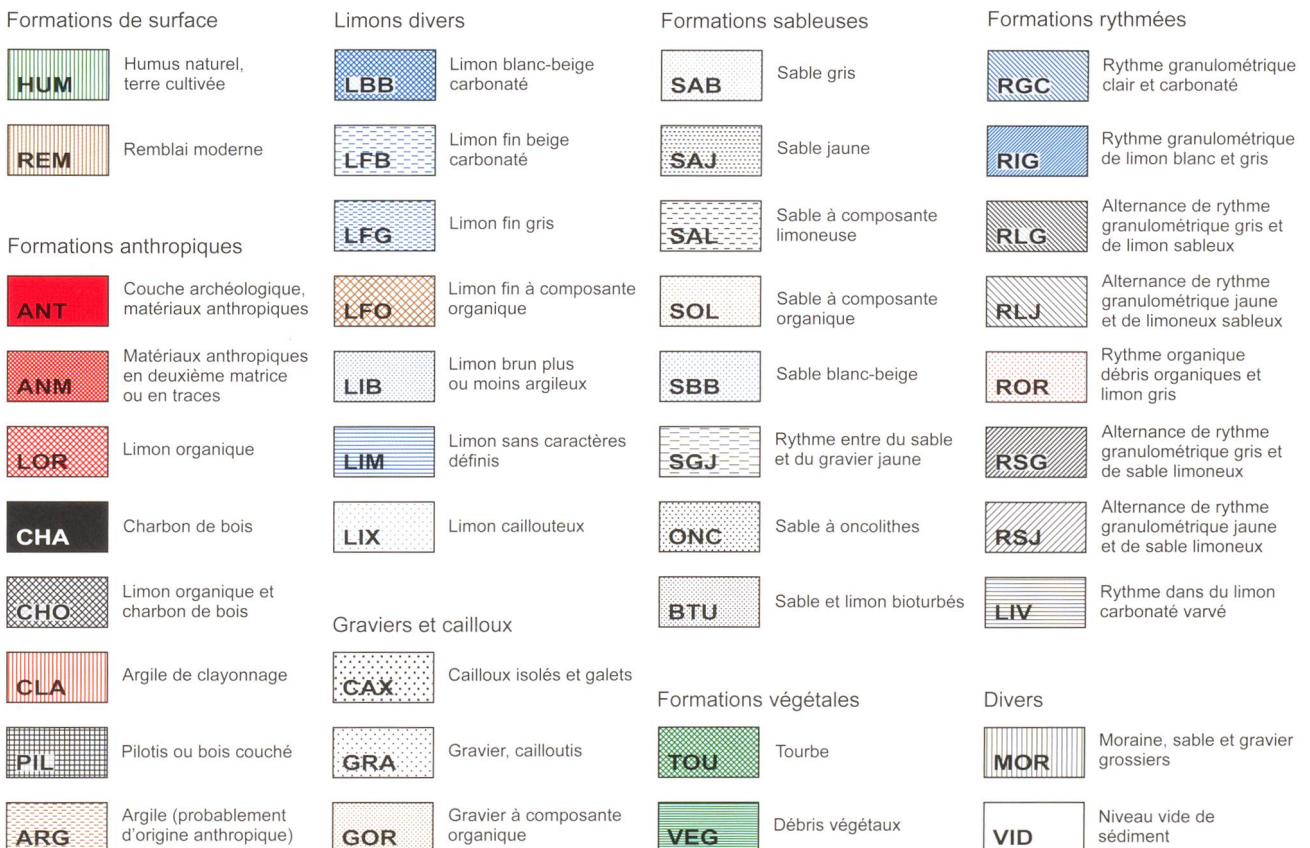 Formations de surface
HUM
Humus naturel,
terre cultivée
REM
Remblai moderne
Formations anthropiques
ANT
Couche archéologique,
matériaux anthropiques
ANM
Matériaux anthropiques
en deuxième matrice
ou en traces
LOR
Limon organique
CHA
Charbon de bois
CHO
Limon organique et
charbon de bois
CLA
Argile de clayonnage
PIL
Pilotis ou bois couché
ARG
Argile (probablement
d'origine anthropique)
Limons divers
LBB
Limon blanc-beige
carbonaté
LFB
Limon fin beige
carbonaté
LFG
Limon fin gris
LFO
Limon fin à composante
organique
LIB
Limon brun plus
ou moins argileux
LIM
Limon sans caractères
définis
LIX
Limon caillouteux
Graviers et cailloux
CAX
Cailloux isolés et galets
GRA
Gravier, cailloutis
GOR
Gravier à composante
organique
Formations sableuses
SAB
Sable gris
SAJ
Sable jaune
SAL
Sable à composante
limoneuse
SOL
Sable à composante
organique
SBB
Sable blanc-beige
SGJ
Rythme entre du sable
et du gravier jaune
ONC
Sable à oncolithes
BTU
Sable et limon bioturbés
Formations végétales
TOU
Tourbe
VEG
Débris végétaux
Formations rythmées
RGC
Rythme granulométrique
clair et carbonaté
RIG
Rythme granulométrique
de limon blanc et gris
RLG
Alternance de rythme
granulométrique gris et
de limon sableux
RLJ
Alternance de rythme
granulométrique jaune
et de limoneux sableux
ROR
Rythme organique
débris organiques et
limon gris
RSG
Alternance de rythme
granulométrique gris et
de sable limoneux
RSJ
Alternance de rythme
granulométrique jaune
et de sable limoneux
LIV
Rythme dans du limon
carbonaté varvé
Divers
MOR
Moraine, sable et gravier
grossiers
VID
Niveau vide de
sédiment